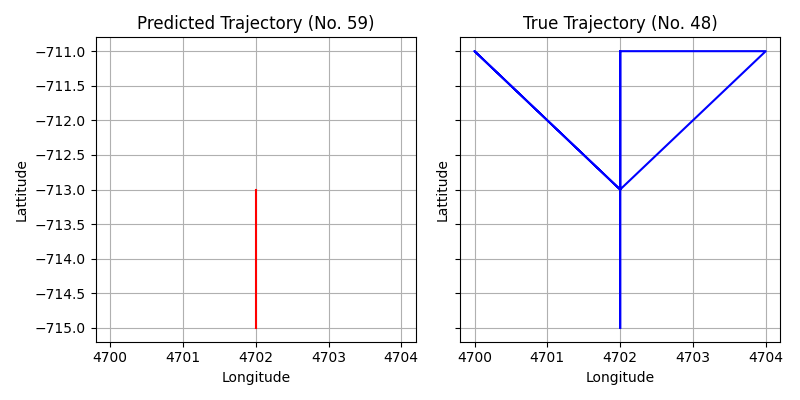 Predicted Trajectory (No. 59)
Lattitude
−711.0
−711.5
−712.0
−712.5
−713.0
−713.5
−714.0
−714.5
−715.0
4700 4701 4702 4703 4704
Longitude
True Trajectory (No. 48)
Lattitude
4700 4701 4702 4703 4704
Longitude